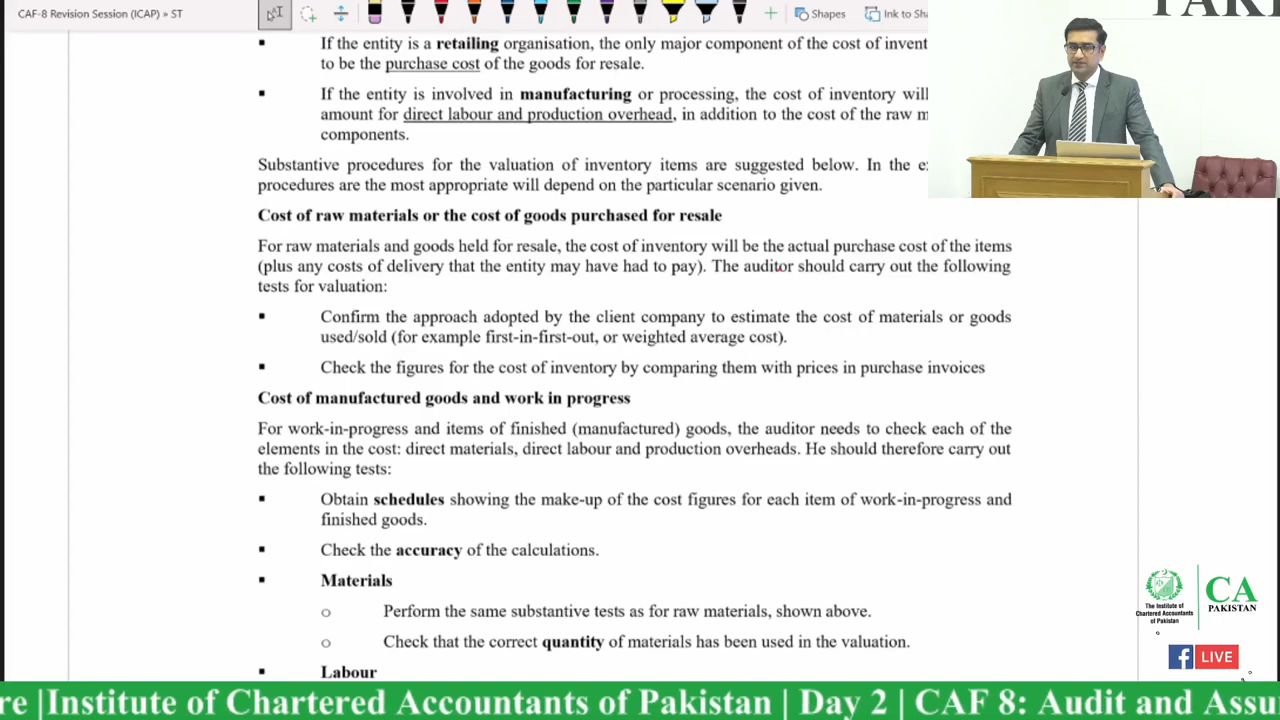 CAF-8 Revision Session (ICAP) » ST
Shapes
Ink to Sha
If the entity is a retailing organisation, the only major component of the cost of invent
to be the purchase cost of the goods for resale.
If the entity is involved in manufacturing or processing, the cost of inventory will
amount for direct labour and production overhead, in addition to the cost of the raw m
components.
Substantive procedures for the valuation of inventory items are suggested below. In the e
procedures are the most appropriate will depend on the particular scenario given.
Cost of raw materials or the cost of goods purchased for resale
For raw materials and goods held for resale, the cost of inventory will be the actual purchase cost of the items
(plus any costs of delivery that the entity may have had to pay). The auditor should carry out the following
tests for valuation:
Confirm the approach adopted by the client company to estimate the cost of materials or goods
used/sold (for example first-in-first-out, or weighted average cost).
Check the figures for the cost of inventory by comparing them with prices in purchase invoices
Cost of manufactured goods and work in progress
For work-in-progress and items of finished (manufactured) goods, the auditor needs to check each of the
elements in the cost: direct materials, direct labour and production overheads. He should therefore carry out
the following tests:
Obtain schedules showing the make-up of the cost figures for each item of work-in-progress and
finished goods.
Check the accuracy of the calculations.
Materials
Perform the same substantive tests as for raw materials, shown above.
Check that the correct quantity of materials has been used in the valuation.
Labour
The Institute of
Chartered Accountants
of Pakistan
CA
PAKISTAN
f LIVE
re |Institute of Chartered Accountants of Pakistan | Day 2 | CAF 8: Audit and Assu